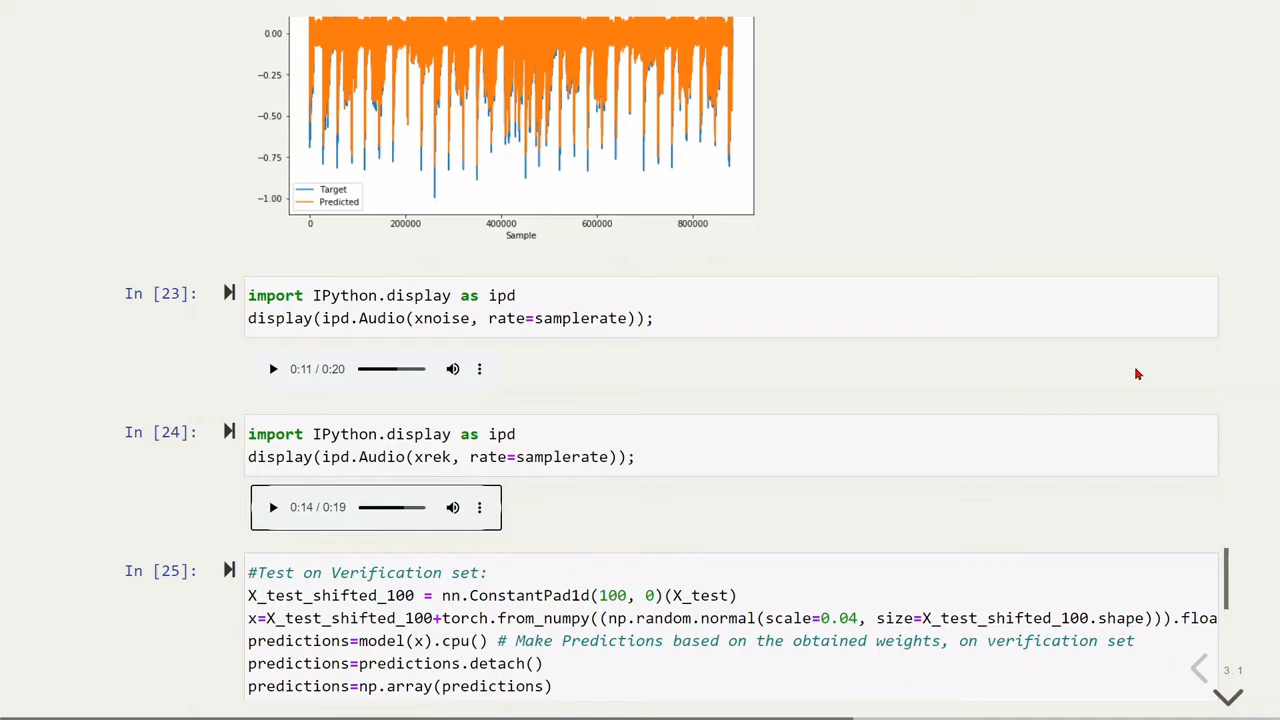 0.00
−0.25
−0.50
−0.75
−1.00
Target
Predicted
0 200000 400000 600000 800000
Sample
In [23]:
import IPython.display as ipd
display(ipd.Audio(xnoise, rate=samplerate));
0:11 / 0:20
In [24]:
import IPython.display as ipd
display(ipd.Audio(xrek, rate=samplerate));
0:14 / 0:19
In [25]:
#Test on Verification set:
X_test_shifted_100 = nn.ConstantPad1d(100, 0)(X_test)
x=X_test_shifted_100+torch.from_numpy((np.random.normal(scale=0.04, size=X_test_shifted_100.shape))).floa
predictions=model(x).cpu() # Make Predictions based on the obtained weights, on verification set
predictions=predictions.detach()
predictions=np.array(predictions)
3.1